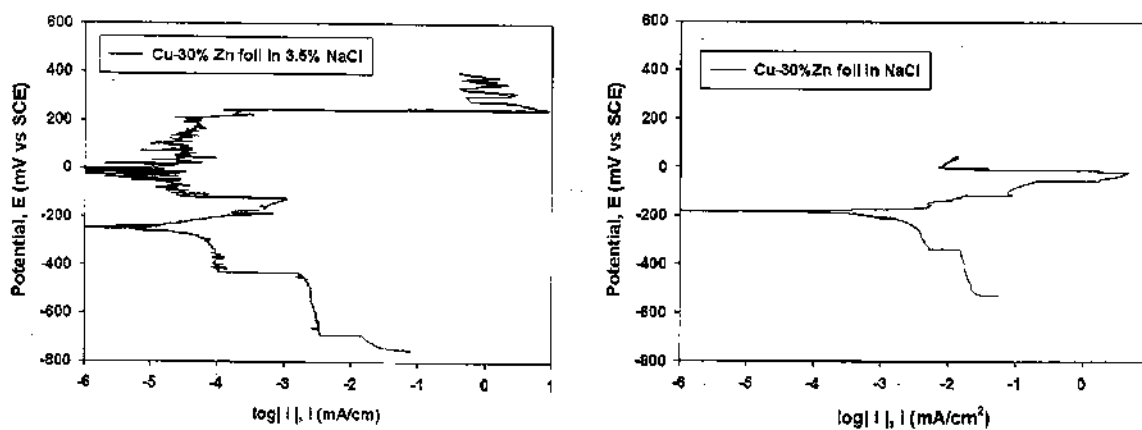 600
400
200
0
-200
-400
-600
-800
Potential, E (mV vs SCE)
Cu-30% Zn foil in 3.5% NaCl
-6 -5 -4 -3 -2 -1 0 1
log| i |, i (mA/cm)
600
400
200
0
-200
-400
-600
-800
Potential, E (mV vs SCE)
Cu-30%Zn foil in NaCl
-6 -5 -4 -3 -2 -1 0 1
log| i |, i (mA/cm²)